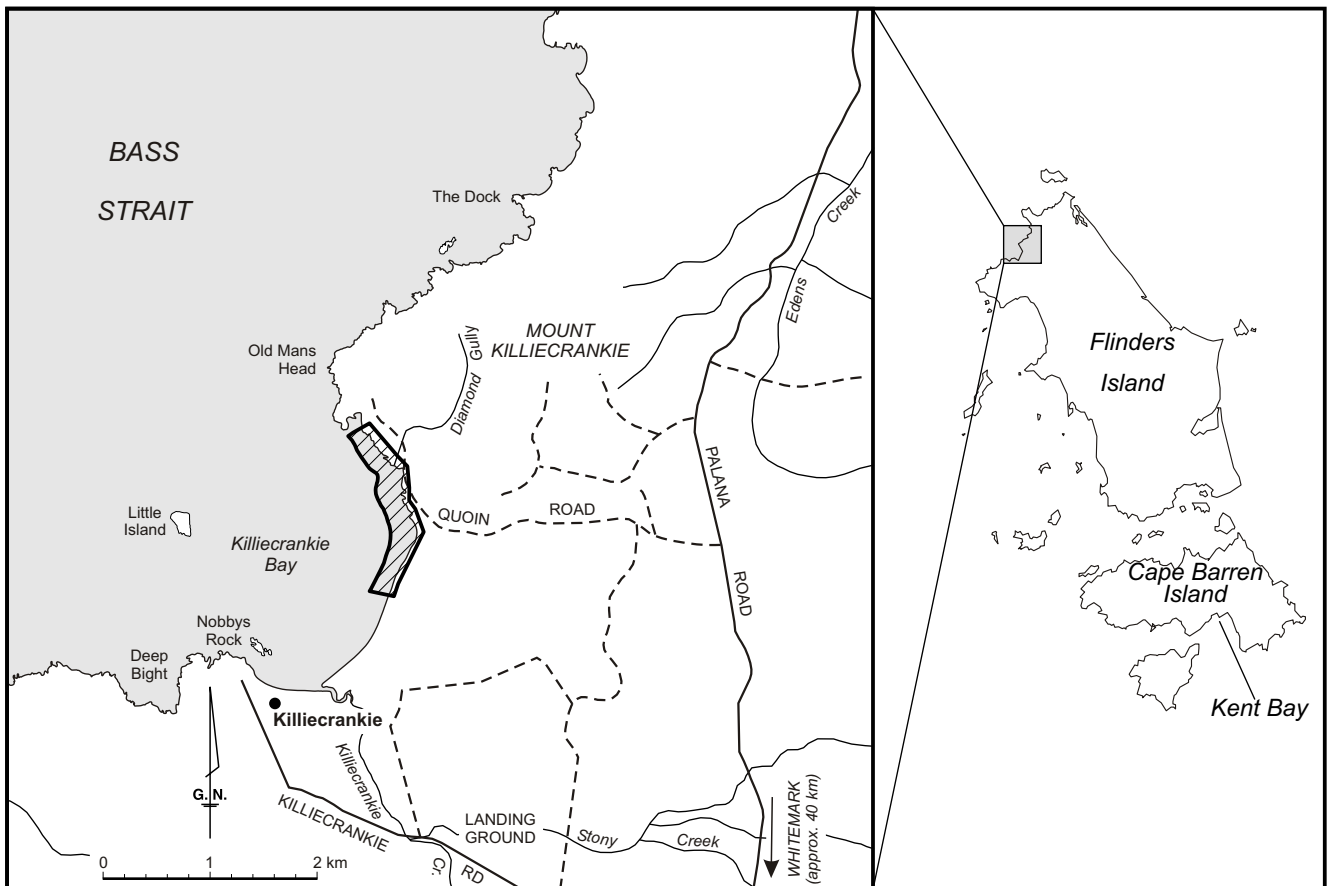 BASS
STRAIT
The Dock
Creek
Edens
MOUNT
KILLIECRANKIE
Diamond Gully
Old Mans
Head
PALANA
ROAD
QUOIN ROAD
Little
Island
Killiecrankie
Bay
Nobbys
Rock
Deep
Bight
Killiecrankie
Killiecrankie
Cr.
G. N.
KILLIECRANKIE
RD
LANDING
GROUND
Stony Creek
WHITEMARK
(approx. 40 km)
0 1 2 km
Flinders
Island
Cape Barren
Island
Kent Bay